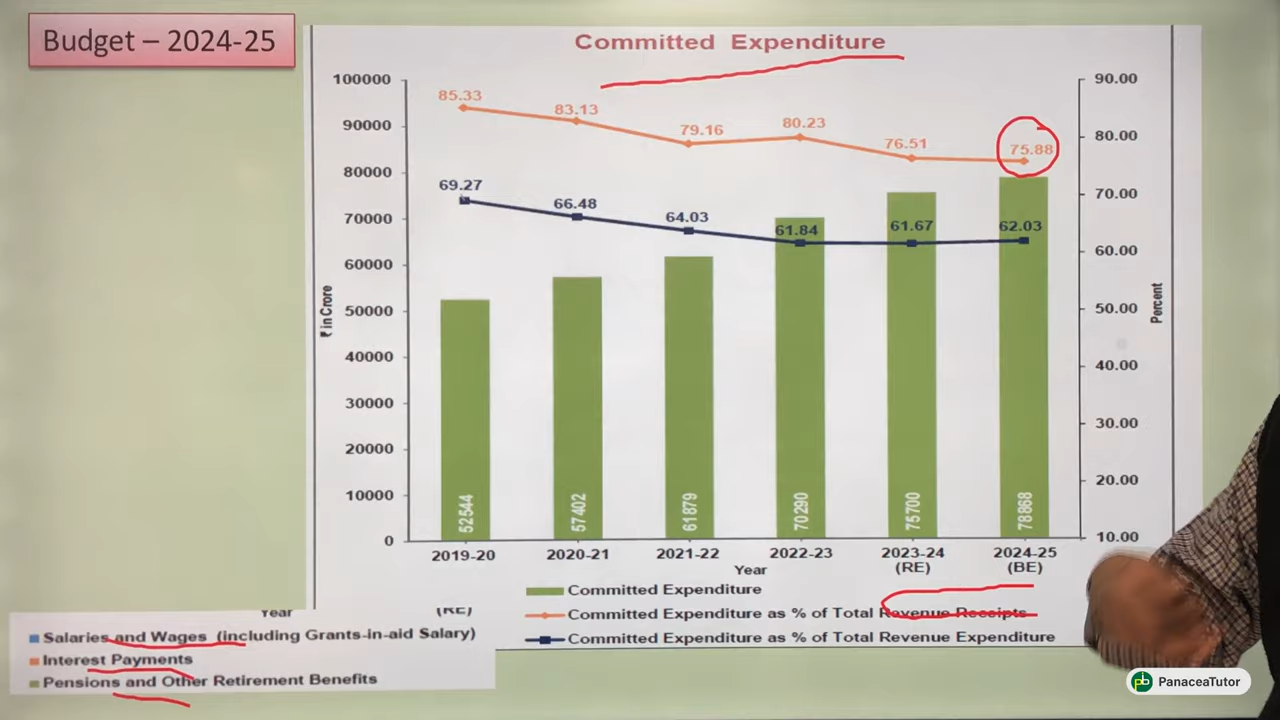 Budget – 2024-25
Committed Expenditure
100000
90000
80000
70000
60000
50000
40000
30000
20000
10000
0
₹ in Crore
90.00
80.00
70.00
60.00
50.00
40.00
30.00
20.00
10.00
Percent
85.33
83.13
79.16
80.23
76.51
75.88
69.27
66.48
64.03
61.84
61.67
62.03
52544
57402
61879
70290
75700
78868
2019-20
2020-21
2021-22
2022-23
2023-24
(RE)
2024-25
(BE)
Year
Committed Expenditure
Committed Expenditure as % of Total Revenue Receipts
Committed Expenditure as % of Total Revenue Expenditure
Year
(RE)
Salaries and Wages (including Grants-in-aid Salary)
Interest Payments
Pensions and Other Retirement Benefits
pb PanaceaTutor